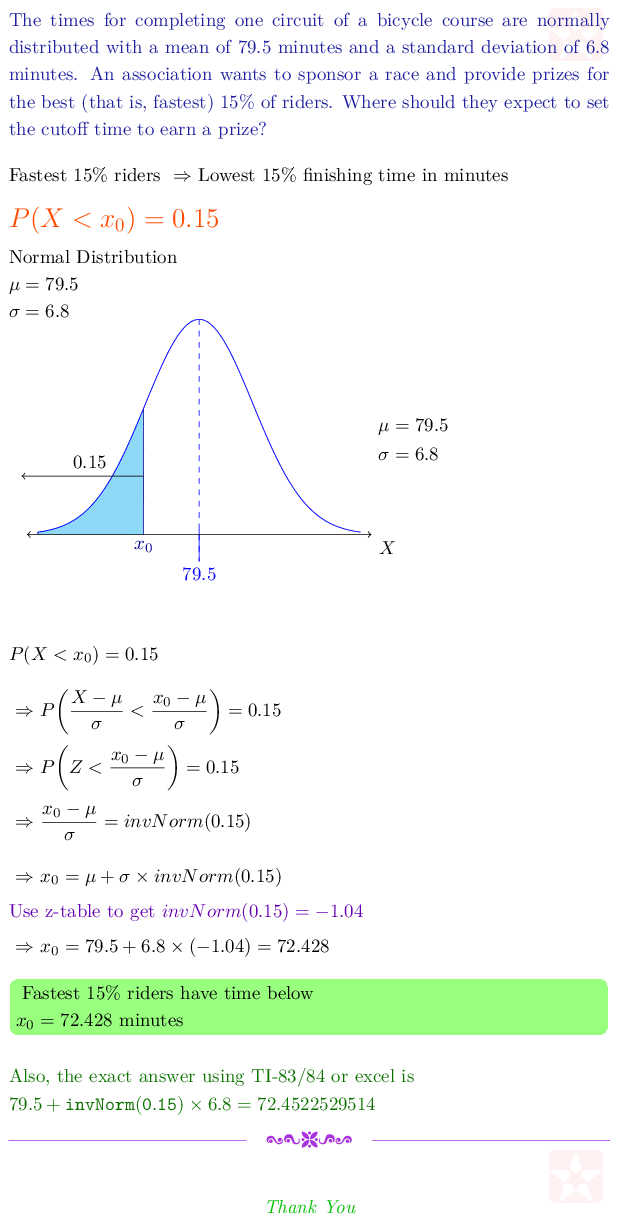 The times for completing one circuit of a bicycle course are normally
distributed with a mean of 79.5 minutes and a standard deviation of 6.8
minutes. An association wants to sponsor a race and provide prizes for
the best (that is, fastest) 15% of riders. Where should they expect to set
the cutoff time to earn a prize?
Fastest 15% riders ⇒ Lowest 15% finishing time in minutes
P(X < x₀) = 0.15
Normal Distribution
μ = 79.5
σ = 6.8
μ = 79.5
σ = 6.8
0.15
x₀
X
79.5
P(X < x₀) = 0.15
⇒ P((X − μ)/σ < (x₀ − μ)/σ) = 0.15
⇒ P(Z < (x₀ − μ)/σ) = 0.15
⇒ (x₀ − μ)/σ = invNorm(0.15)
⇒ x₀ = μ + σ × invNorm(0.15)
Use z-table to get invNorm(0.15) = −1.04
⇒ x₀ = 79.5 + 6.8 × (−1.04) = 72.428
Fastest 15% riders have time below
x₀ = 72.428 minutes
Also, the exact answer using TI-83/84 or excel is
79.5 + invNorm(0.15) × 6.8 = 72.4522529514
Thank You